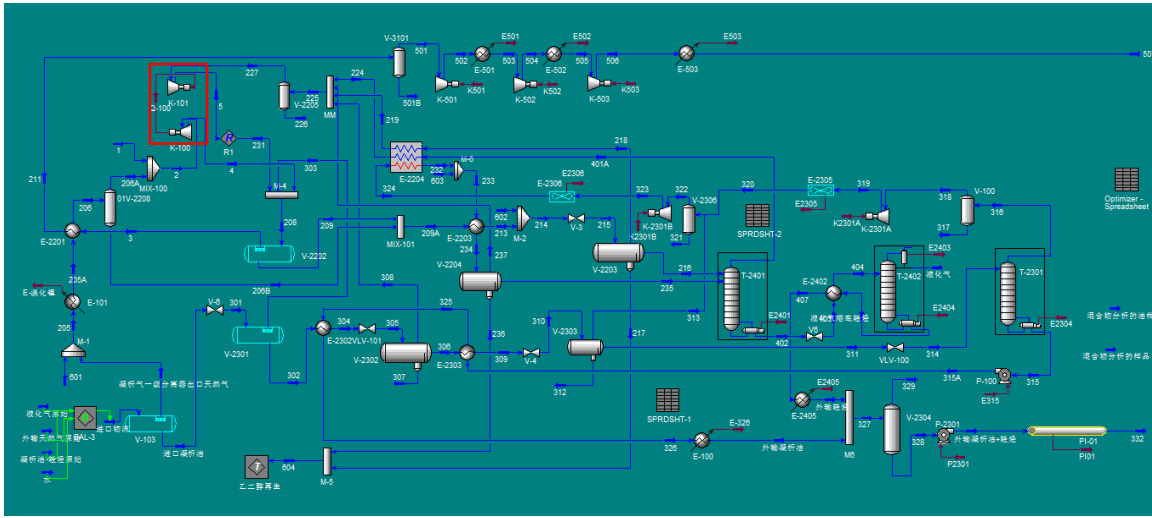 V-3101
501
502
E501
E-501
503
504
E502
E-502
505
506
E503
E-503
507
K-501
K501
K-502
K502
K-503
K503
501B
227
K-101
K-100
5
V-2205
225
226
MM
224
219
1
2
MIX-100
4
R1
231
303
M-4
208
E-2204
218
401A
324
232
603
M-6
233
E2306
E-2306
323
322
V-2306
K-2301B
K2301B
321
320
E-2305
E2305
319
K2301A
K-2301A
318
V-100
316
317
Optimizer -
Spreadsheet
211
206A
206
01V-2208
E-2201
3
205A
E-101
205
M-1
601
206B
V-2202
209
MIX-101
209A
E-2203
602
213
M-2
214
V-3
215
V-2203
234
237
V-2204
216
235
SPRDSHT-2
T-2401
E2401
402
407
E-2402
404
E2403
T-2402
液化气
E2404
T-2301
E2304
V-6
301
V-2301
302
308
325
304
E-2302
VLV-101
305
V-2302
306
307
E-2303
309
236
310
V-4
V-2303
312
313
217
V6
311
VLV-100
314
315A
P-100
315
E315
混合物分析的油样
混合物分析的样品
凝析气一级分离器出口天然气
液化气原始
外输天然气原始
凝析油-轻烃原始
水
BAL-3
进口物流
V-103
进口凝析油
604
乙二醇再生
M-5
SPRDSHT-1
326
E-326
E-100
外输凝析油
E2405
E-2405
外输轻烃
M6
327
V-2304
329
328
P-2301
P2301
外输凝析油+轻烃
PI-01
PI01
332